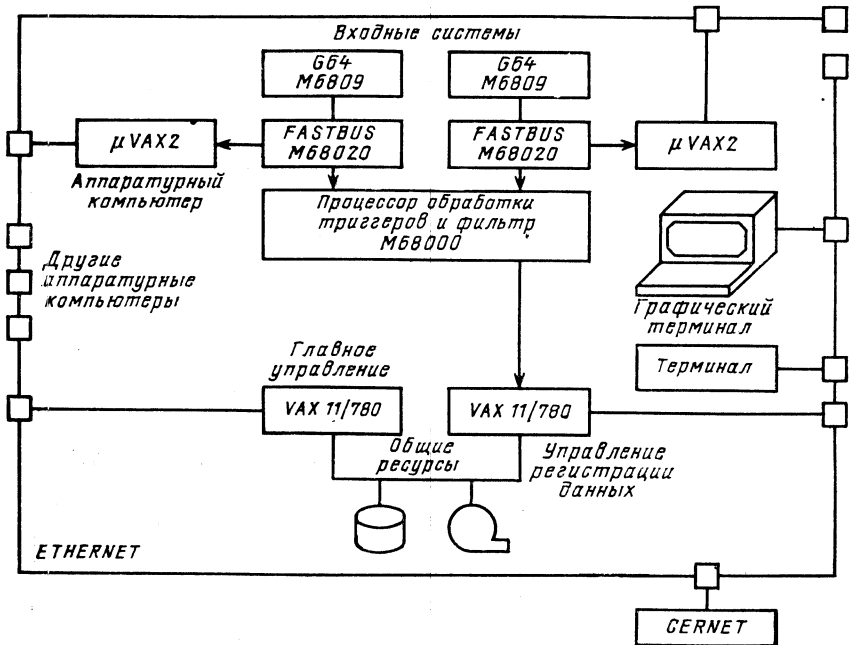 Входные системы
G64
M6809
G64
M6809
FASTBUS
M68020
FASTBUS
M68020
μVAX2
μVAX2
Аппаратурный
компьютер
Процессор обработки
триггеров и фильтр
M68000
Другие
аппаратурные
компьютеры
Графический
терминал
Главное
управление
Терминал
VAX 11/780
VAX 11/780
Общие
ресурсы
Управление
регистрации
данных
ETHERNET
CERNET